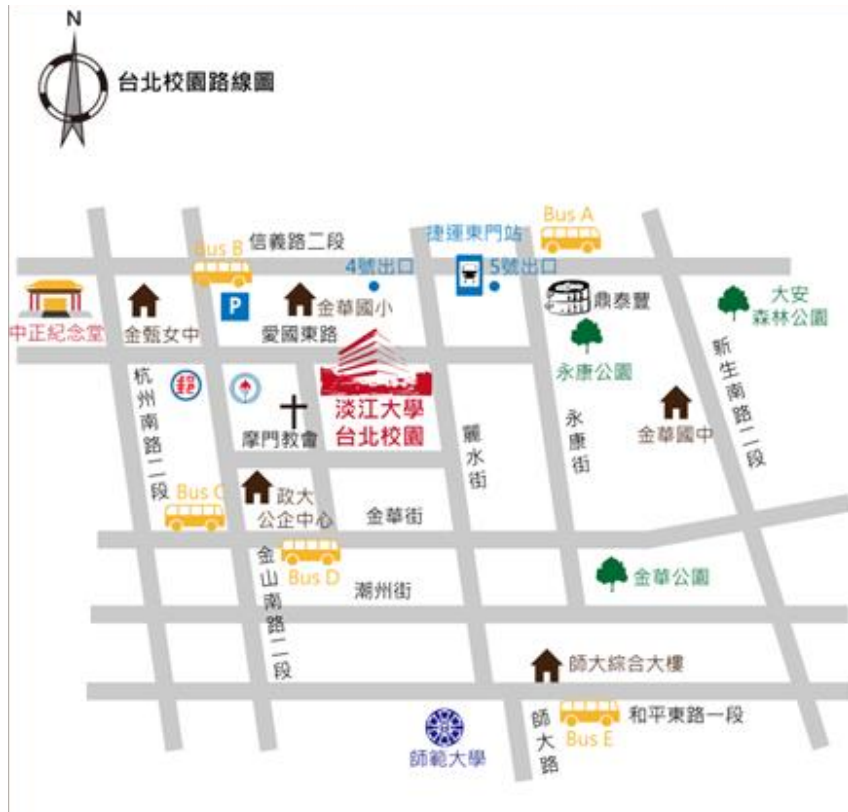 N
台北校園路線圖
Bus A
Bus B
信義路二段
捷運東門站
4號出口
5號出口
P
金華國小
鼎泰豐
大安
森林公園
中正紀念堂
金甌女中
愛國東路
永康公園
新生南路二段
杭州南路二段
淡江大學
台北校園
摩門教會
麗水街
永康街
金華國中
Bus C
政大
公企中心
金華街
金山南路二段
Bus D
潮州街
金華公園
師大綜合大樓
師大路
和平東路一段
Bus E
師範大學